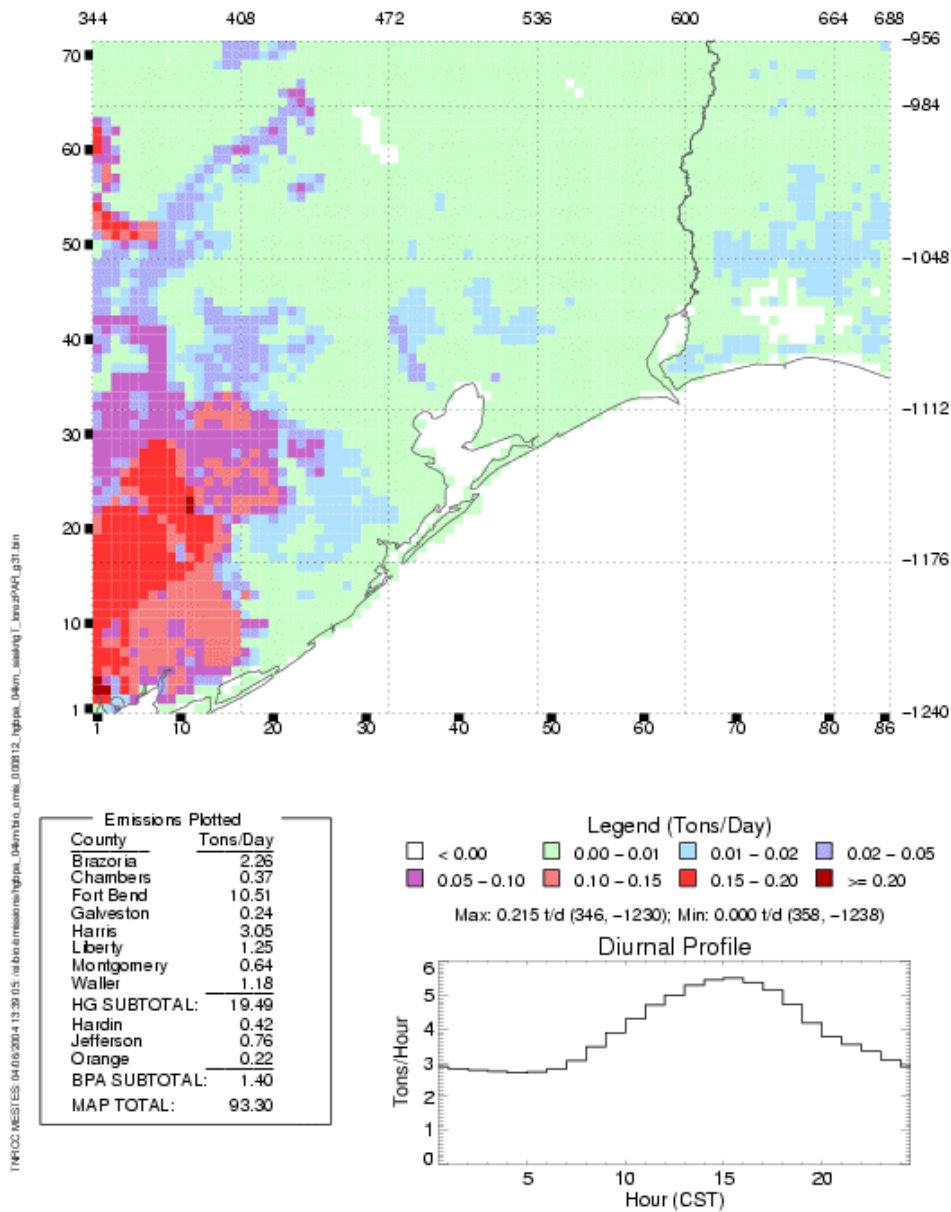 344 408 472 536 600 664 688
70 60 50 40 30 20 10 1
-956 -984 -1048 -1112 -1176 -1240
1 10 20 30 40 50 60 70 80 86
Emissions Plotted
County Tons/Day
Brazoria 2.26
Chambers 0.37
Fort Bend 10.51
Galveston 0.24
Harris 3.05
Liberty 1.25
Montgomery 0.64
Waller 1.18
HG SUBTOTAL: 19.49
Hardin 0.42
Jefferson 0.76
Orange 0.22
BPA SUBTOTAL: 1.40
MAP TOTAL: 93.30
Legend (Tons/Day)
< 0.00 0.00 - 0.01 0.01 - 0.02 0.02 - 0.05
0.05 - 0.10 0.10 - 0.15 0.15 - 0.20 >= 0.20
Max: 0.215 t/d (346, -1230); Min: 0.000 t/d (358, -1238)
Diurnal Profile
Tons/Hour
6
5
4
3
2
1
0
5 10 15 20
Hour (CST)